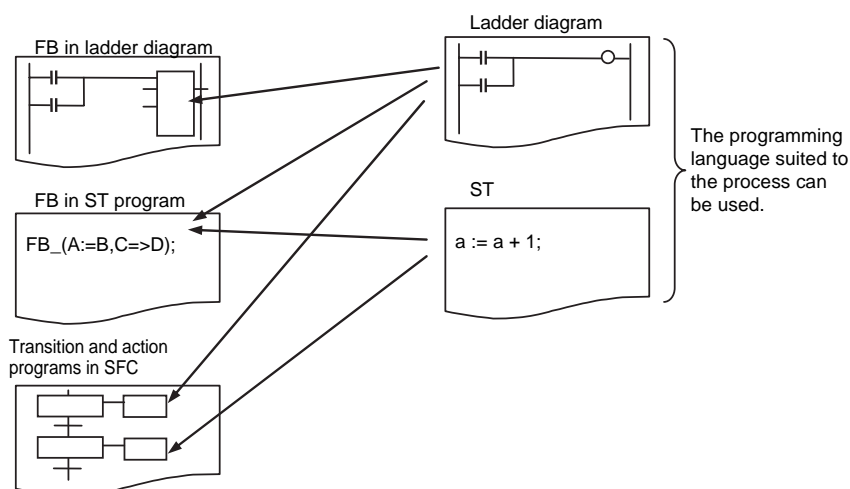 FB in ladder diagram
Ladder diagram
The programming
language suited to
the process can
be used.
FB in ST program
FB_(A:=B,C=>D);
ST
a := a + 1;
Transition and action
programs in SFC